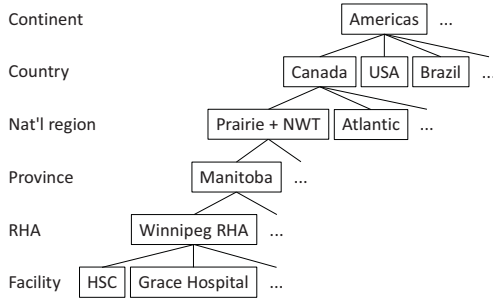 Continent Americas ...
Country Canada USA Brazil ...
Nat'l region Prairie + NWT Atlantic ...
Province Manitoba ...
RHA Winnipeg RHA ...
Facility HSC Grace Hospital ...